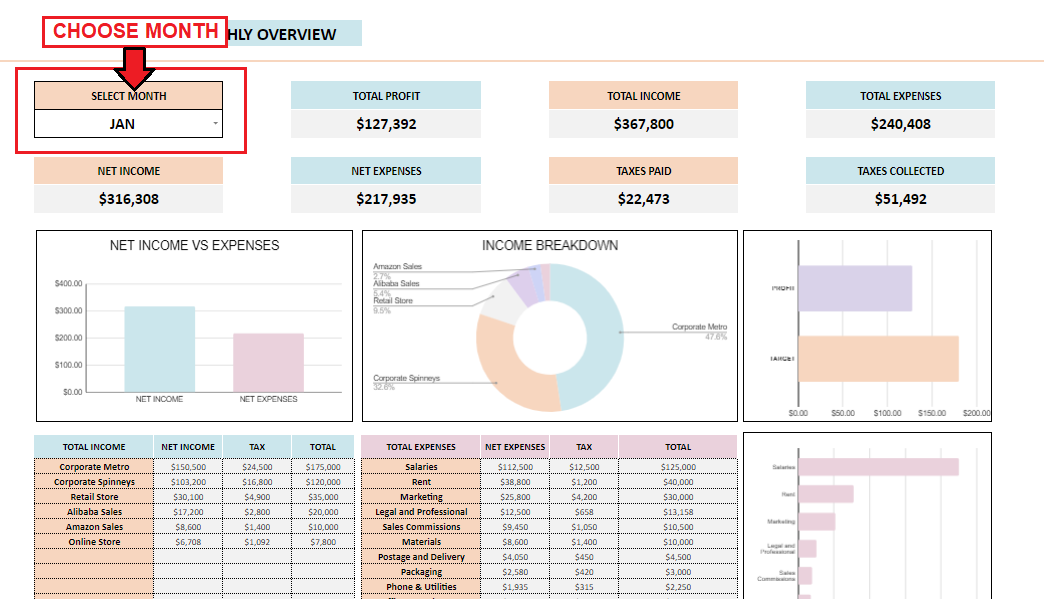 CHOOSE MONTH
HLY OVERVIEW
SELECT MONTH TOTAL PROFIT TOTAL INCOME TOTAL EXPENSES
JAN $127,392 $367,800 $240,408
NET INCOME NET EXPENSES TAXES PAID TAXES COLLECTED
$316,308 $217,935 $22,473 $51,492
NET INCOME VS EXPENSES
$400.00
$300.00
$200.00
$100.00
$0.00
NET INCOME NET EXPENSES
INCOME BREAKDOWN
Amazon Sales
2.7%
Alibaba Sales
5.4%
Retail Store
9.5%
Corporate Metro
47.6%
Corporate Spinneys
32.6%
PROFIT
TARGET
$0.00 $50.00 $100.00 $150.00 $200.00
TOTAL INCOME NET INCOME TAX TOTAL
Corporate Metro $150,500 $24,500 $175,000
Corporate Spinneys $103,200 $16,800 $120,000
Retail Store $30,100 $4,900 $35,000
Alibaba Sales $17,200 $2,800 $20,000
Amazon Sales $8,600 $1,400 $10,000
Online Store $6,708 $1,092 $7,800
TOTAL EXPENSES NET EXPENSES TAX TOTAL
Salaries $112,500 $12,500 $125,000
Rent $38,800 $1,200 $40,000
Marketing $25,800 $4,200 $30,000
Legal and Professional $12,500 $658 $13,158
Sales Commissions $9,450 $1,050 $10,500
Materials $8,600 $1,400 $10,000
Postage and Delivery $4,050 $450 $4,500
Packaging $2,580 $420 $3,000
Phone & Utilities $1,935 $315 $2,250
Salaries
Rent
Marketing
Legal and
Professional
Sales
Commissions